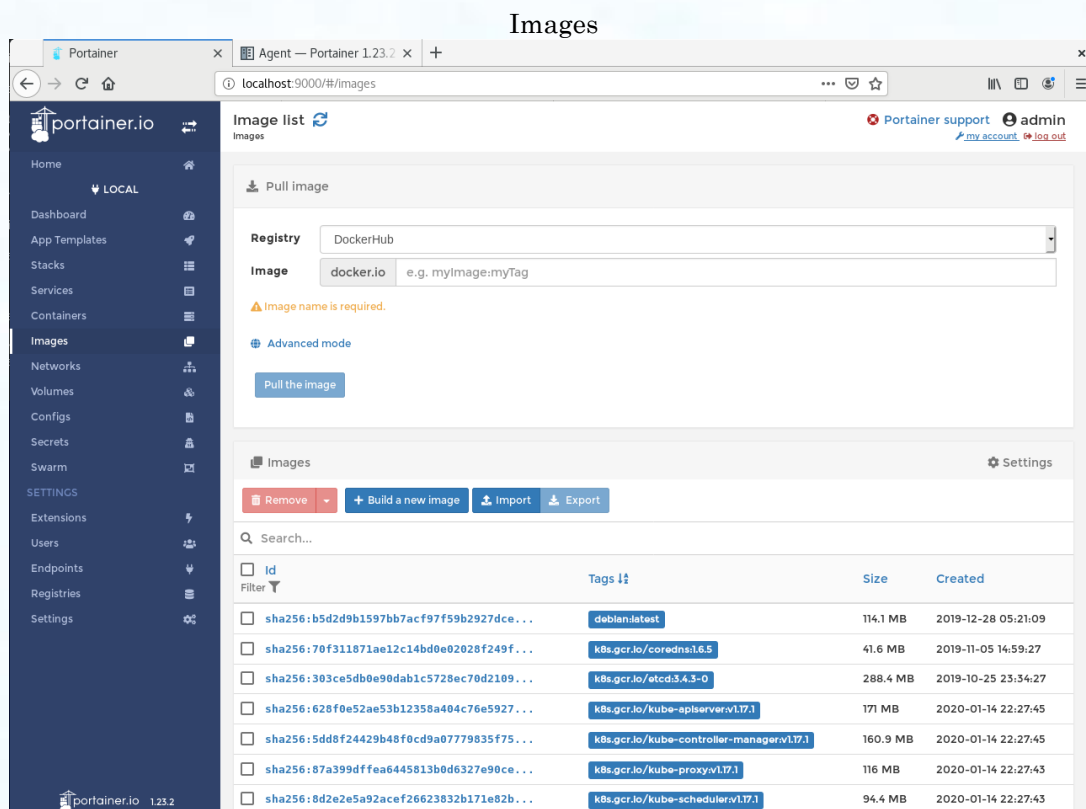 Images
Portainer
Agent — Portainer 1.23.2
localhost:9000/#/images
portainer.io
Image list
Images
Portainer support admin
my account log out
Home
LOCAL
Dashboard
App Templates
Stacks
Services
Containers
Images
Networks
Volumes
Configs
Secrets
Swarm
SETTINGS
Extensions
Users
Endpoints
Registries
Settings
portainer.io 1.23.2
Pull image
Registry DockerHub
Image docker.io e.g. myImage:myTag
Image name is required.
Advanced mode
Pull the image
Images Settings
Remove + Build a new image Import Export
Search...
Id Tags Size Created
Filter
sha256:b5d2d9b1597bb7acf97f59b2927dce... debian:latest 114.1 MB 2019-12-28 05:21:09
sha256:70f311871ae12c14bd0e02028f249f... k8s.gcr.io/coredns:1.6.5 41.6 MB 2019-11-05 14:59:27
sha256:303ce5db0e90dab1c5728ec70d2109... k8s.gcr.io/etcd:3.4.3-0 288.4 MB 2019-10-25 23:34:27
sha256:628f0e52ae53b12358a404c76e5927... k8s.gcr.io/kube-apiserver:v1.17.1 171 MB 2020-01-14 22:27:45
sha256:5dd8f24429b48f0cd9a07779835f75... k8s.gcr.io/kube-controller-manager:v1.17.1 160.9 MB 2020-01-14 22:27:45
sha256:87a399dffea6445813b0d6327e90ce... k8s.gcr.io/kube-proxy:v1.17.1 116 MB 2020-01-14 22:27:43
sha256:8d2e2e5a92acef26623832b171e82b... k8s.gcr.io/kube-scheduler:v1.17.1 94.4 MB 2020-01-14 22:27:43